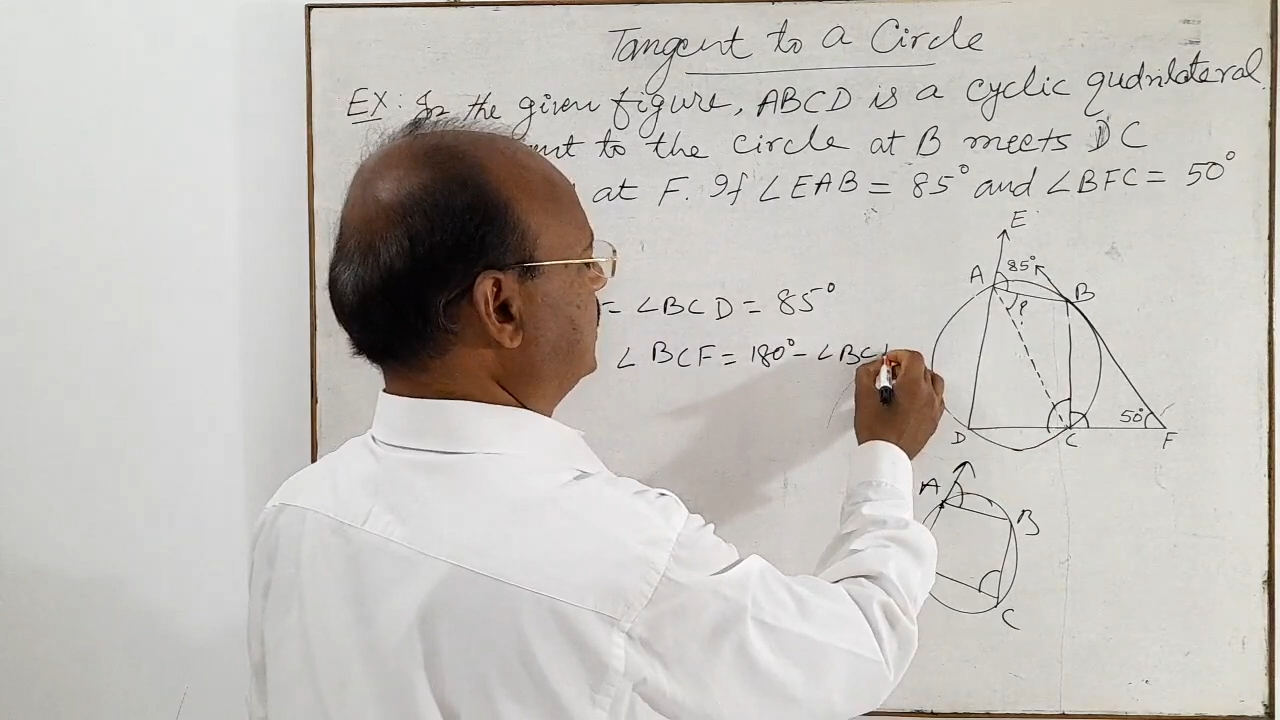 Tangent to a Circle
EX: In the given figure, ABCD is a cyclic qudrilateral.
to the circle at B meets DC
at F. If ∠EAB = 85° and ∠BFC = 50°
E
A 85° B
?
= ∠BCD = 85°
∠BCF = 180° - ∠BC
50°
D C F
A
B
C